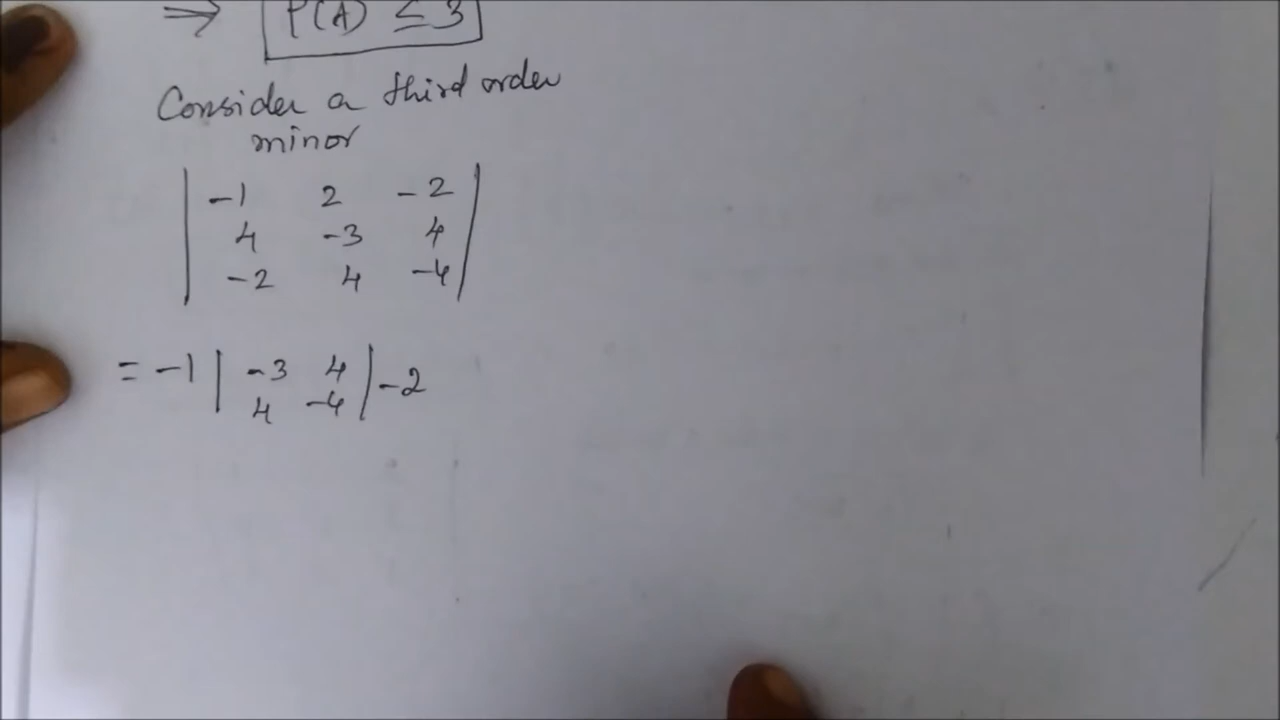 ⇒ P(A) ≤ 3
Consider a third order
minor
| -1 2 -2 |
| 4 -3 4 |
| -2 4 -4 |
= -1 | -3 4 | -2
| 4 -4 |